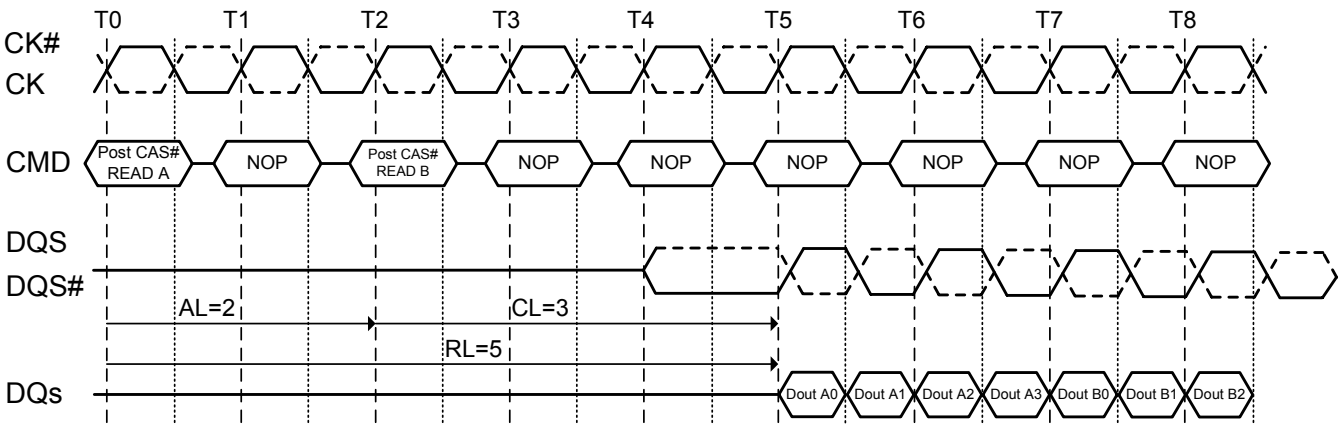 T0 T1 T2 T3 T4 T5 T6 T7 T8
CK#
CK
CMD
Post CAS#
READ A
NOP
Post CAS#
READ B
NOP
NOP
NOP
NOP
NOP
NOP
DQS
DQS#
AL=2
CL=3
RL=5
DQs
Dout A0 Dout A1 Dout A2 Dout A3 Dout B0 Dout B1 Dout B2